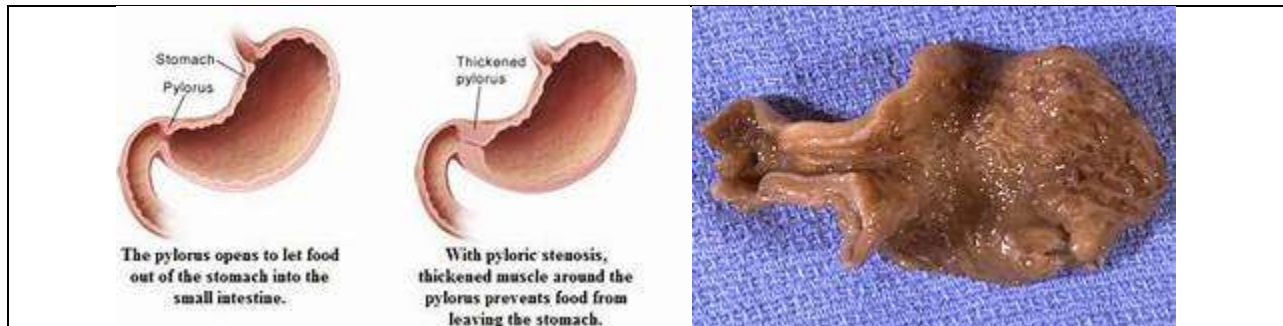 Stomach
Pylorus
The pylorus opens to let food
out of the stomach into the
small intestine.
Thickened
pylorus
With pyloric stenosis,
thickened muscle around the
pylorus prevents food from
leaving the stomach.